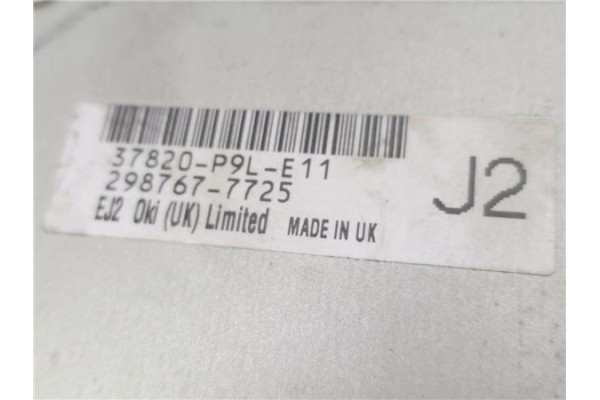 37820-P9L-E11
298767-7725
EJ2 Oki (UK) Limited MADE IN UK
J2